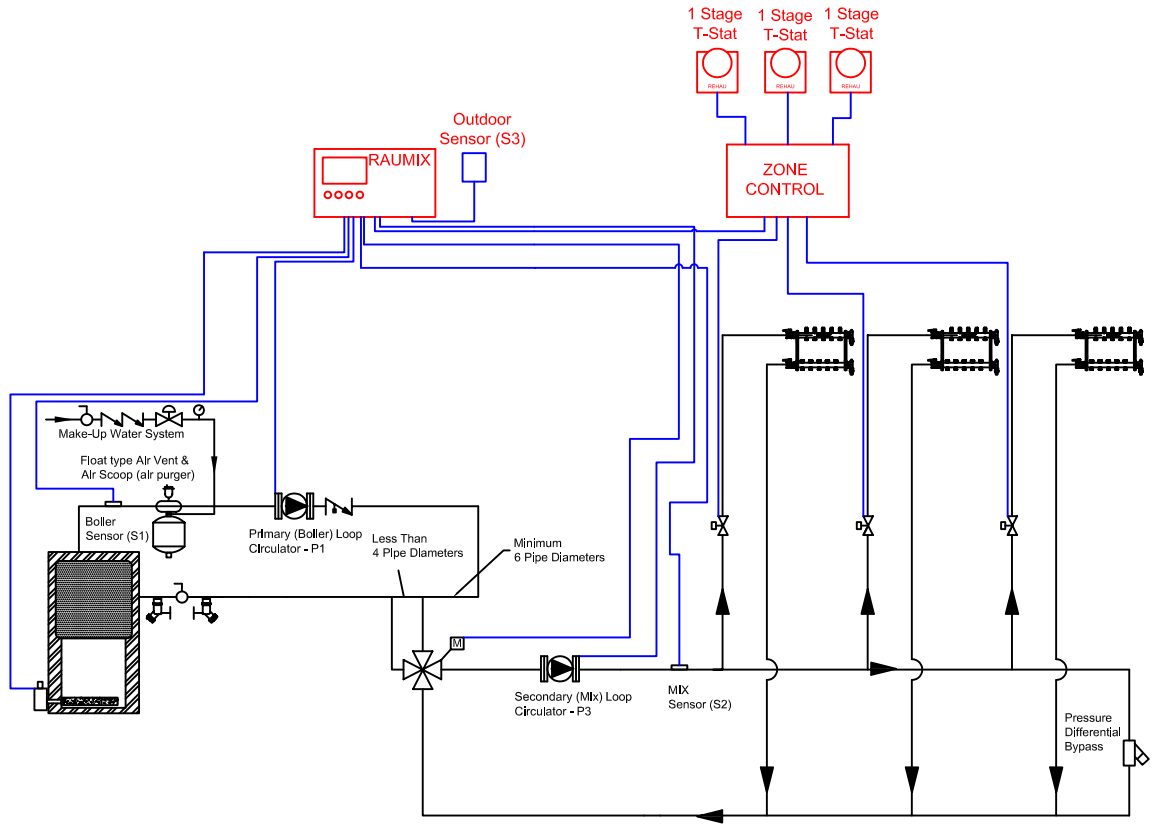 1 Stage
T-Stat
1 Stage
T-Stat
1 Stage
T-Stat
REHAU
REHAU
REHAU
Outdoor
Sensor (S3)
RAUMIX
ZONE
CONTROL
Make-Up Water System
Float type Air Vent &
Air Scoop (air purger)
Boiler
Sensor (S1)
Primary (Boiler) Loop
Circulator - P1
Less Than
4 Pipe Diameters
Minimum
6 Pipe Diameters
M
Secondary (Mix) Loop
Circulator - P3
MIX
Sensor (S2)
Pressure
Differential
Bypass